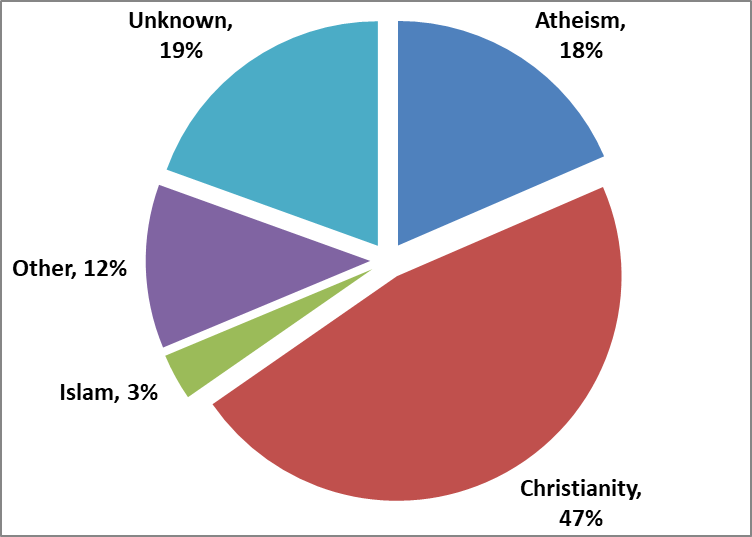 Unknown,
19%
Atheism,
18%
Other, 12%
Islam, 3%
Christianity,
47%